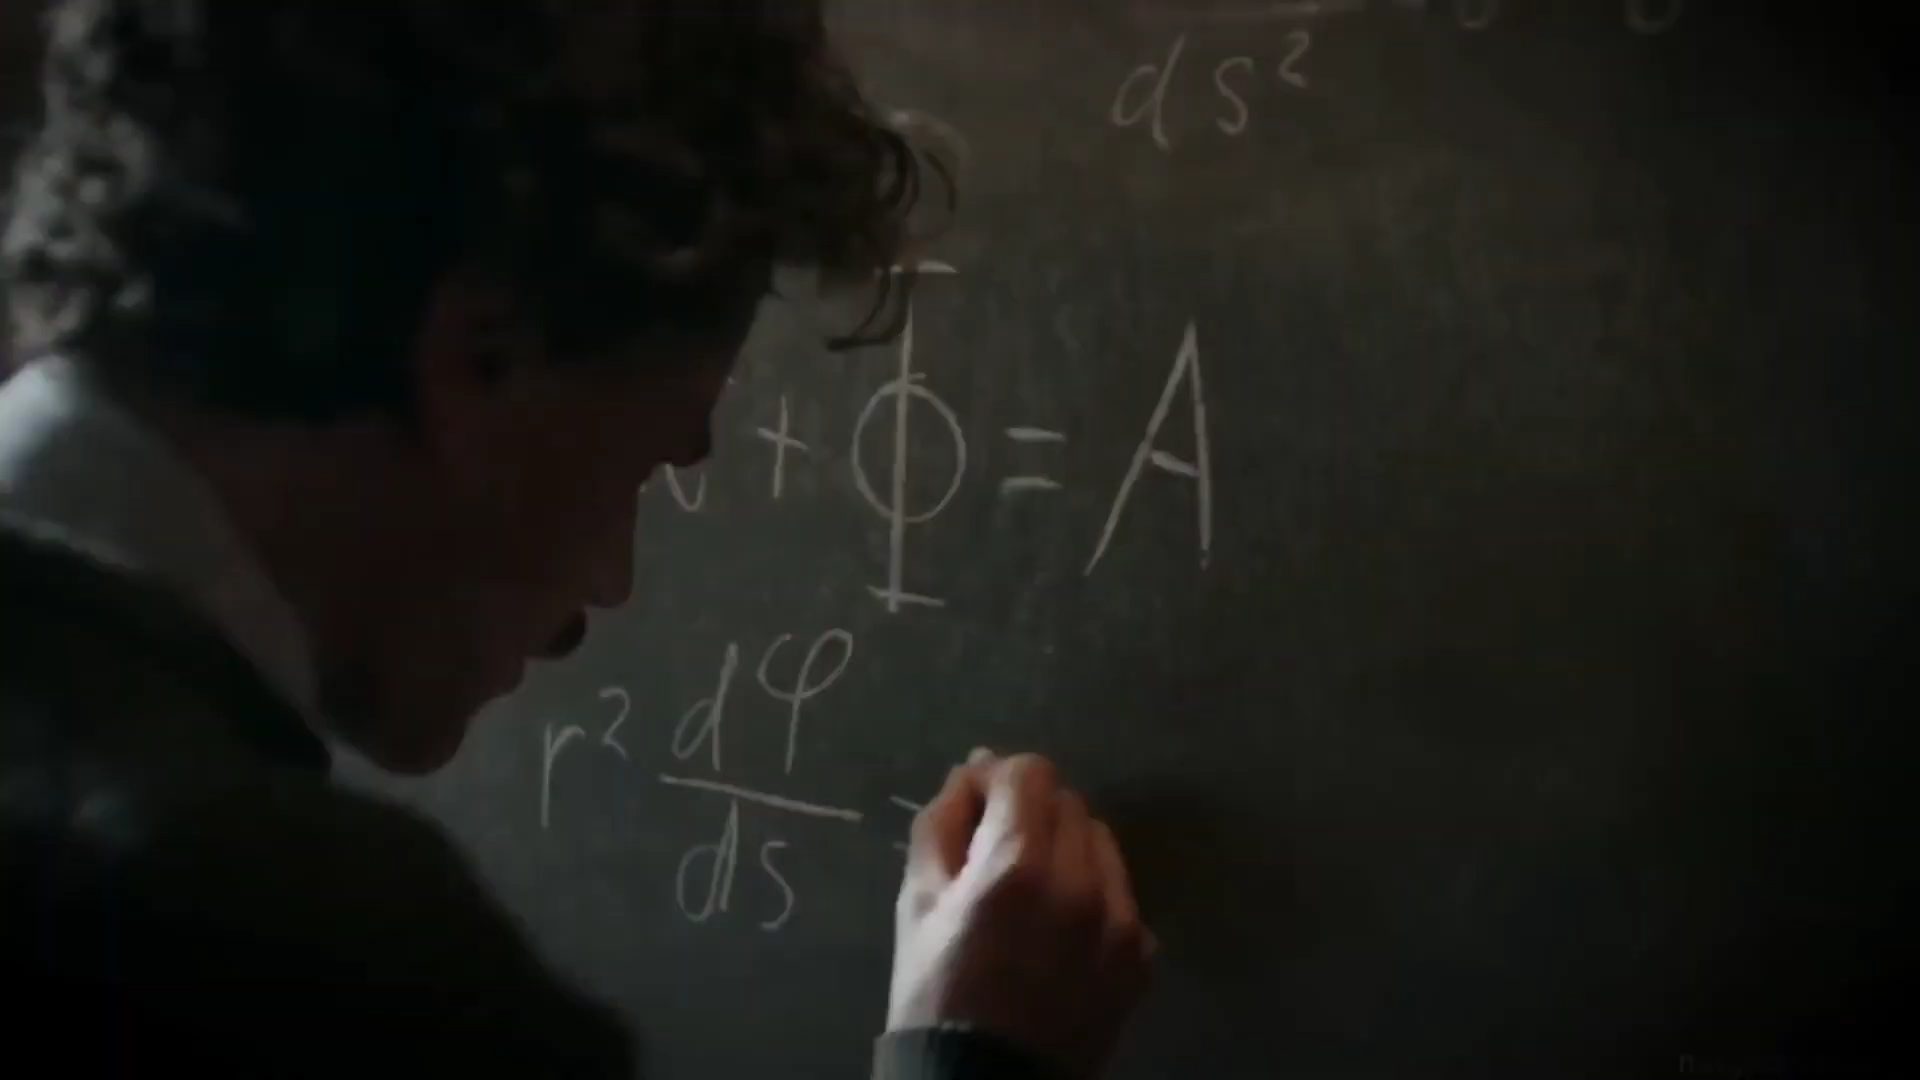 ds²
+ Φ = A
r² dφ/ds =